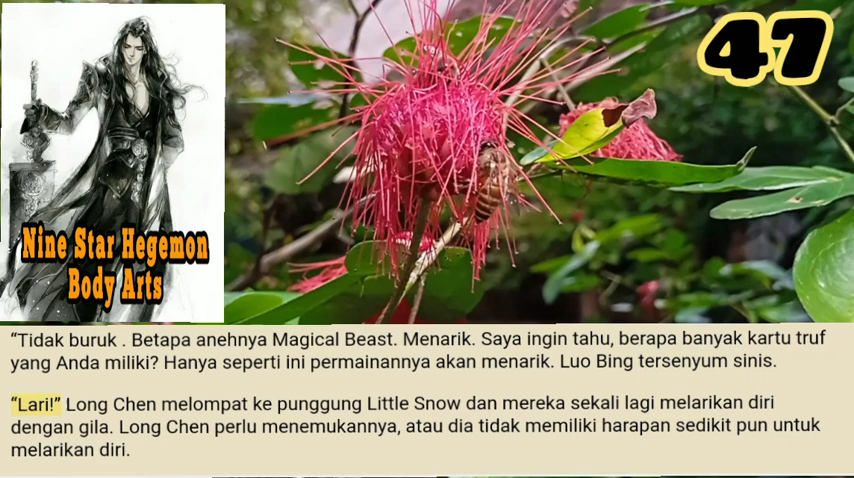 47
Nine Star Hegemon
Body Arts
“Tidak buruk . Betapa anehnya Magical Beast. Menarik. Saya ingin tahu, berapa banyak kartu truf
yang Anda miliki? Hanya seperti ini permainannya akan menarik. Luo Bing tersenyum sinis.
“Lari!” Long Chen melompat ke punggung Little Snow dan mereka sekali lagi melarikan diri
dengan gila. Long Chen perlu menemukannya, atau dia tidak memiliki harapan sedikit pun untuk
melarikan diri.